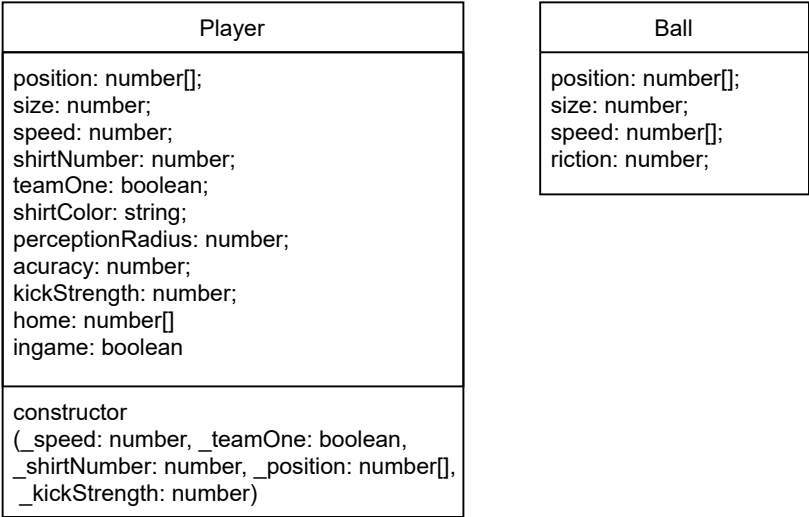 Player
position: number[];
size: number;
speed: number;
shirtNumber: number;
teamOne: boolean;
shirtColor: string;
perceptionRadius: number;
acuracy: number;
kickStrength: number;
home: number[]
ingame: boolean
constructor
(_speed: number, _teamOne: boolean,
_shirtNumber: number, _position: number[],
_kickStrength: number)
Ball
position: number[];
size: number;
speed: number[];
riction: number;